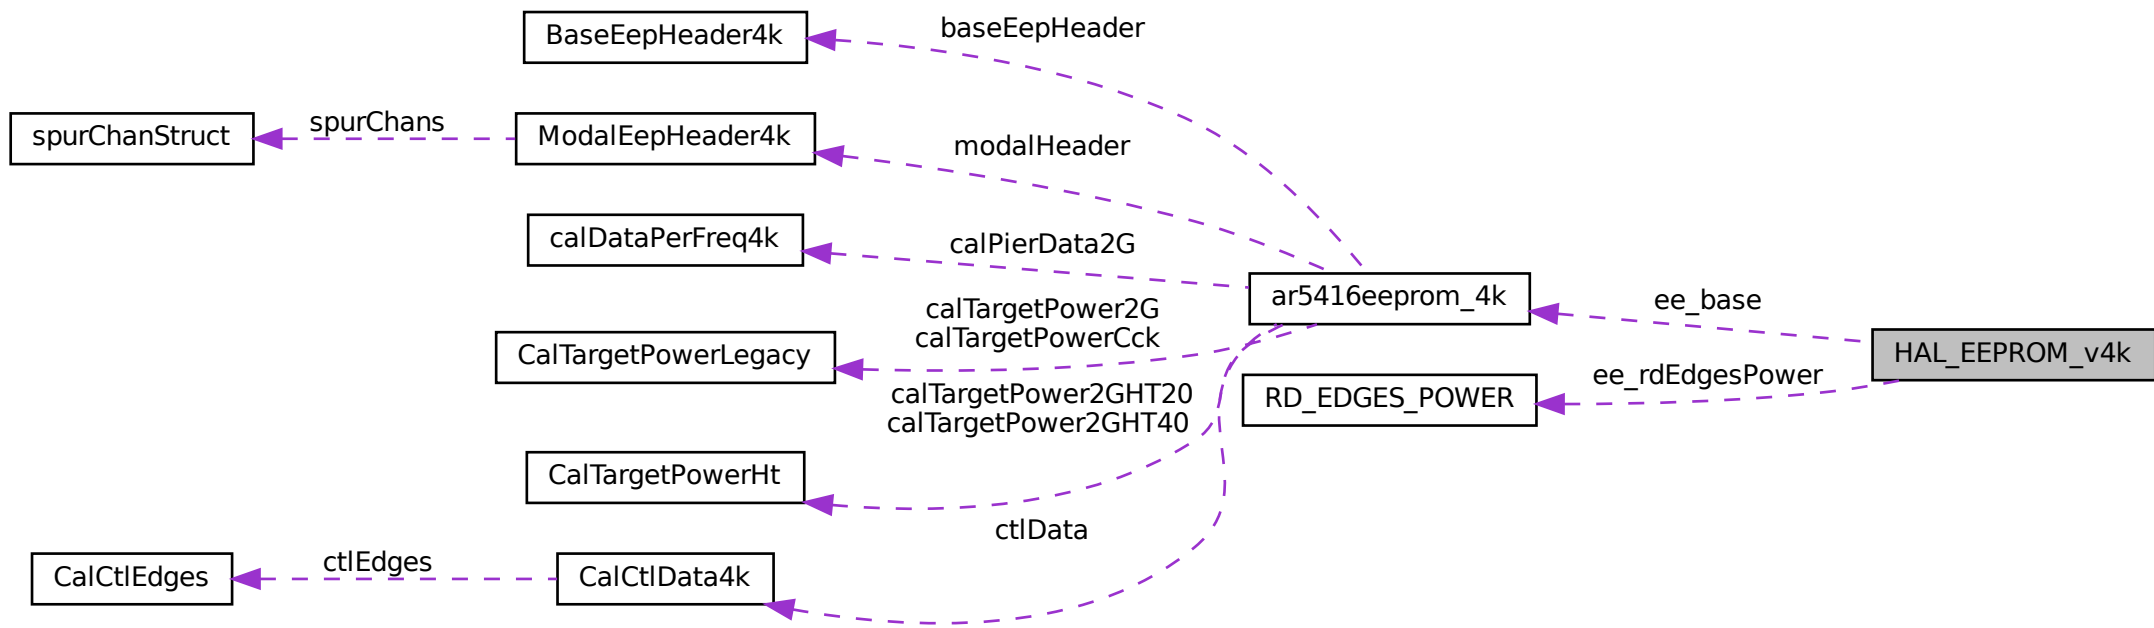 BaseEepHeader4k
baseEepHeader
spurChanStruct
spurChans
ModalEepHeader4k
modalHeader
calDataPerFreq4k
calPierData2G
ar5416eeprom_4k
ee_base
HAL_EEPROM_v4k
CalTargetPowerLegacy
calTargetPower2G
calTargetPowerCck
RD_EDGES_POWER
ee_rdEdgesPower
calTargetPower2GHT20
calTargetPower2GHT40
CalTargetPowerHt
ctlData
CalCtlEdges
ctlEdges
CalCtlData4k